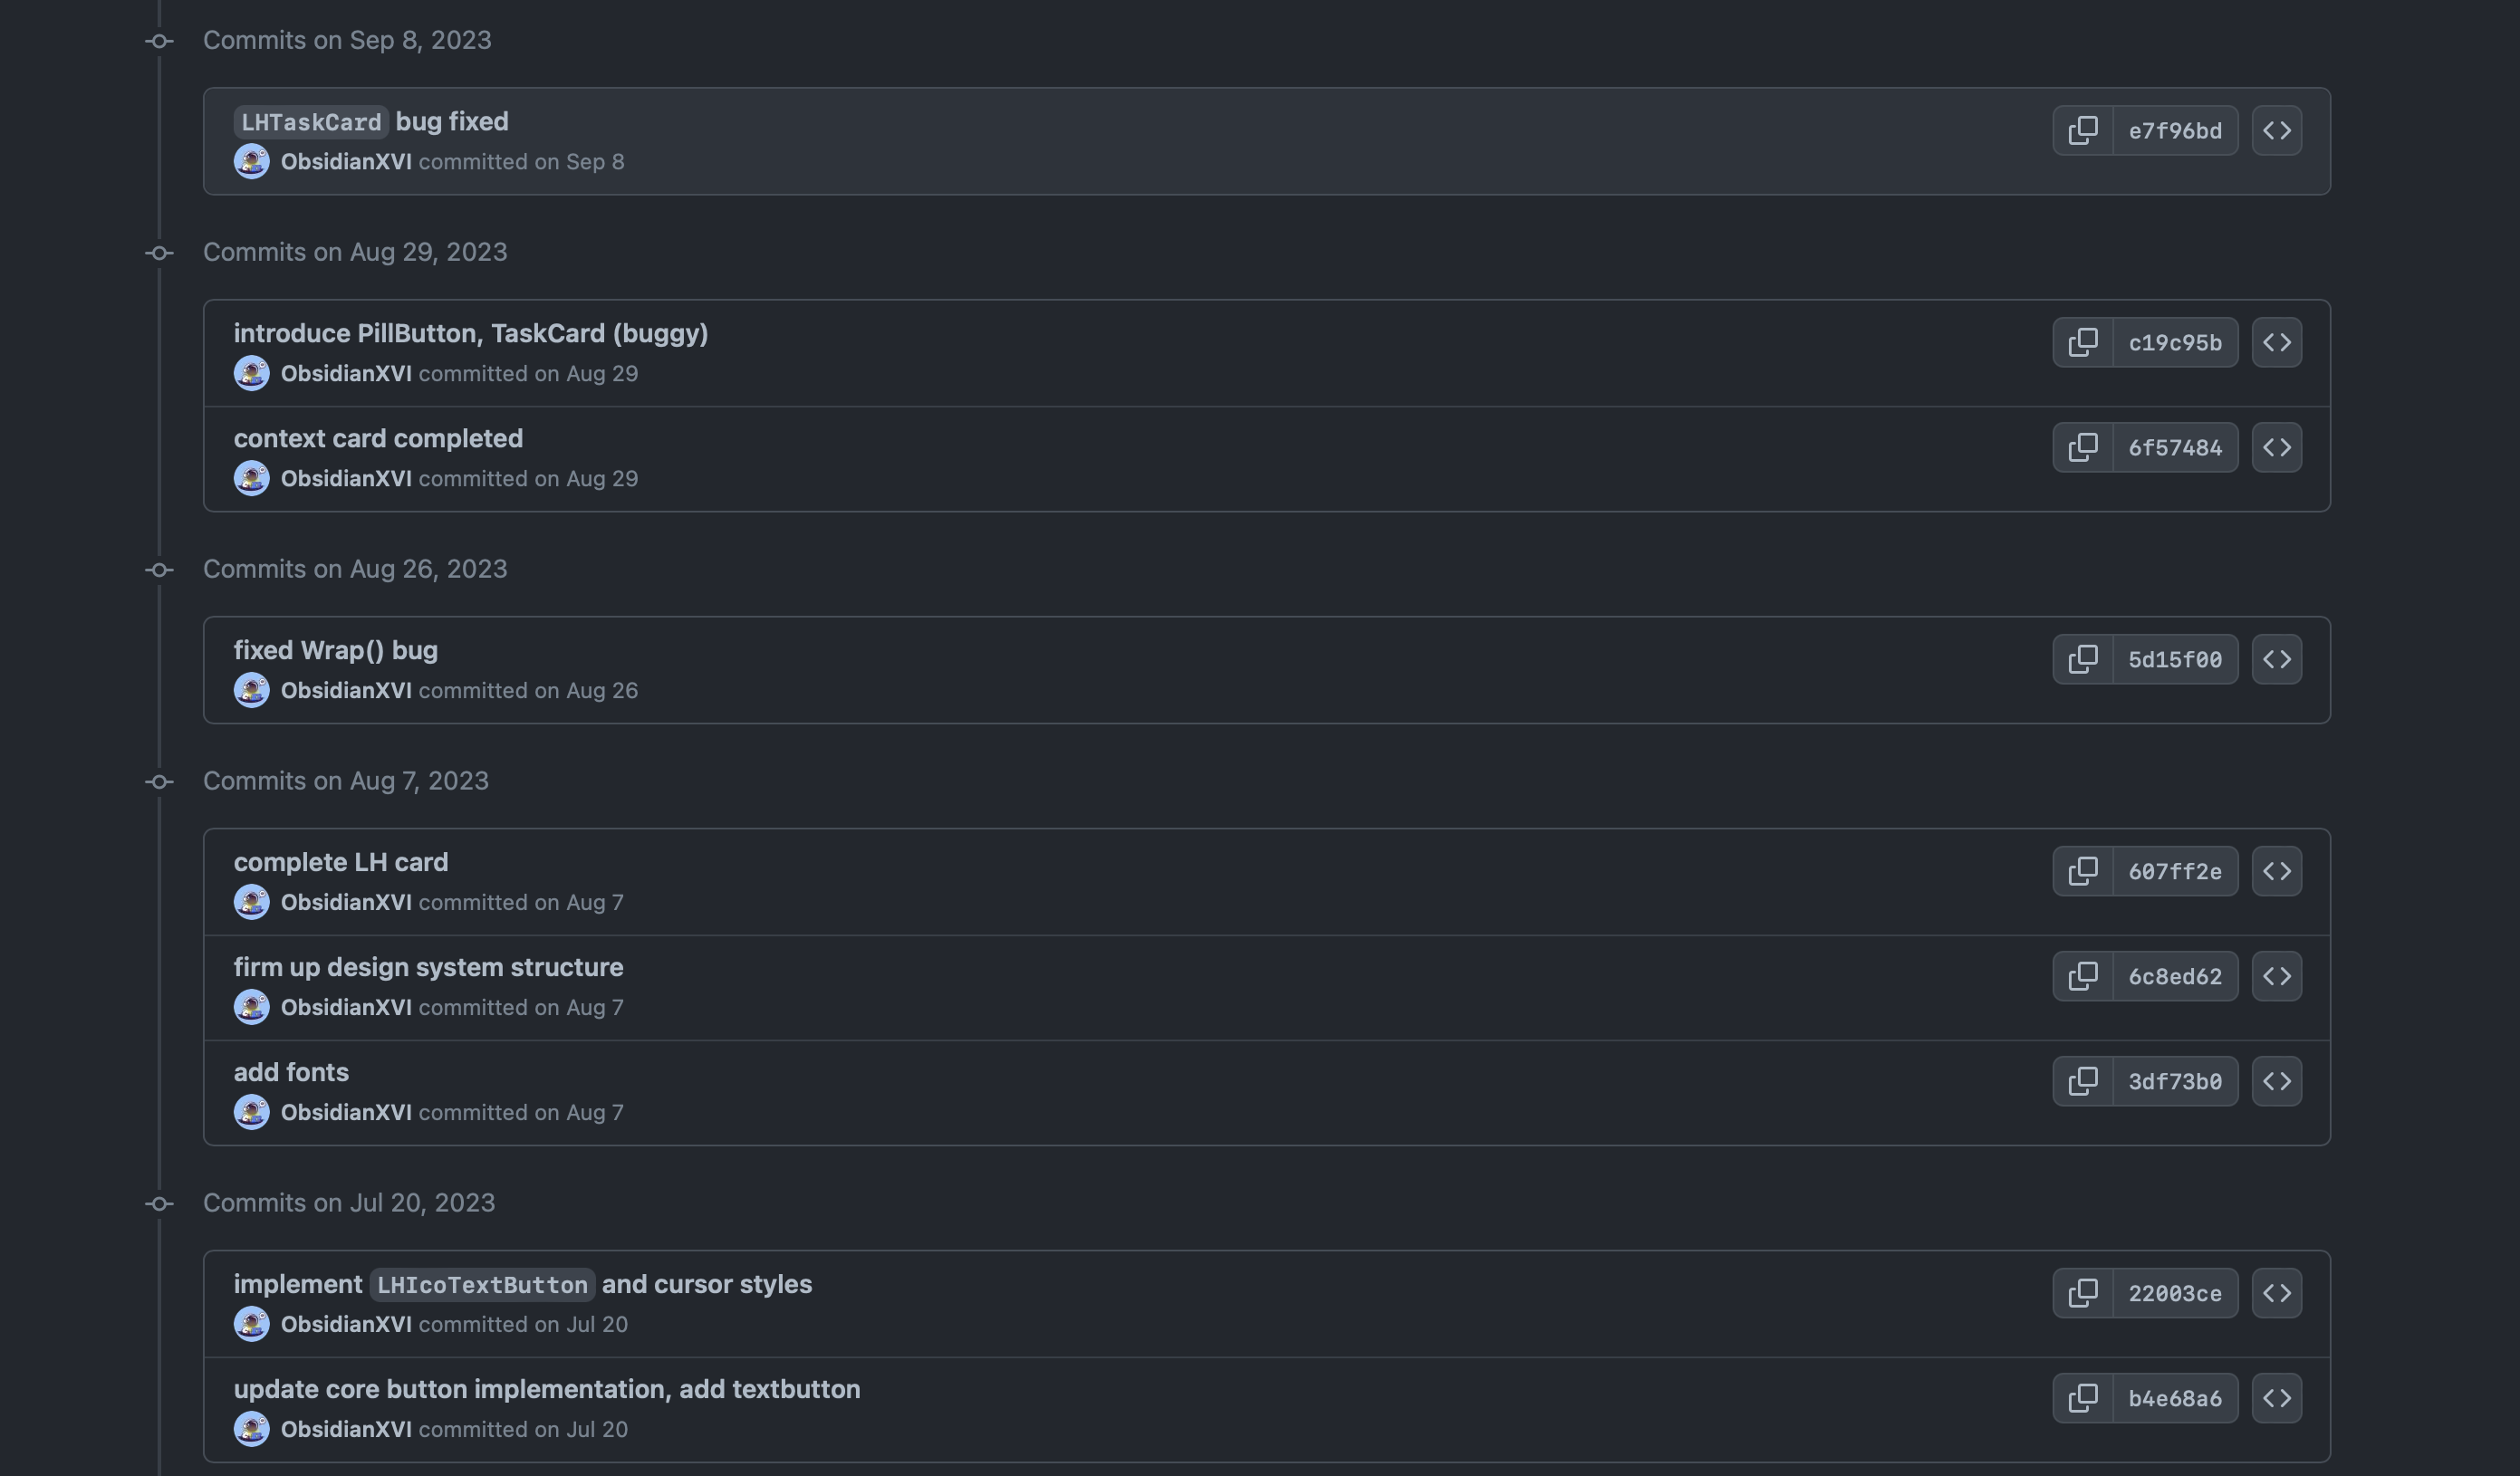 Commits on Sep 8, 2023
LHTaskCard bug fixed
e7f96bd
ObsidianXVI committed on Sep 8
Commits on Aug 29, 2023
introduce PillButton, TaskCard (buggy)
c19c95b
ObsidianXVI committed on Aug 29
context card completed
6f57484
ObsidianXVI committed on Aug 29
Commits on Aug 26, 2023
fixed Wrap() bug
5d15f00
ObsidianXVI committed on Aug 26
Commits on Aug 7, 2023
complete LH card
607ff2e
ObsidianXVI committed on Aug 7
firm up design system structure
6c8ed62
ObsidianXVI committed on Aug 7
add fonts
3df73b0
ObsidianXVI committed on Aug 7
Commits on Jul 20, 2023
implement LHIcoTextButton and cursor styles
22003ce
ObsidianXVI committed on Jul 20
update core button implementation, add textbutton
b4e68a6
ObsidianXVI committed on Jul 20